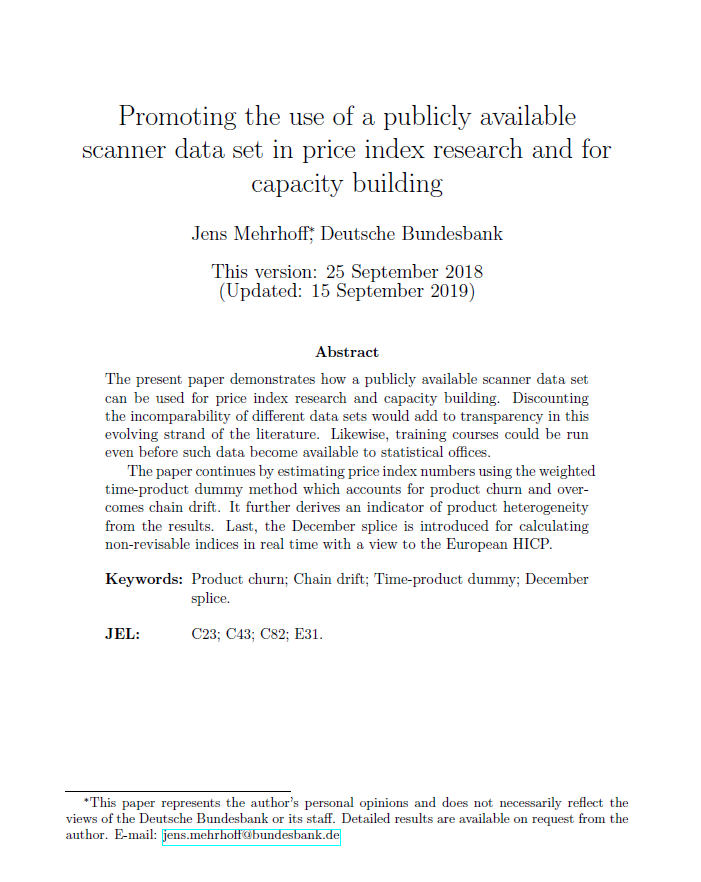 Promoting the use of a publicly available
scanner data set in price index research and for
capacity building
Jens Mehrhoff*, Deutsche Bundesbank
This version: 25 September 2018
(Updated: 15 September 2019)
Abstract
The present paper demonstrates how a publicly available scanner data set
can be used for price index research and capacity building. Discounting
the incomparability of different data sets would add to transparency in this
evolving strand of the literature. Likewise, training courses could be run
even before such data become available to statistical offices.
The paper continues by estimating price index numbers using the weighted
time-product dummy method which accounts for product churn and over-
comes chain drift. It further derives an indicator of product heterogeneity
from the results. Last, the December splice is introduced for calculating
non-revisable indices in real time with a view to the European HICP.
Keywords: Product churn; Chain drift; Time-product dummy; December
splice.
JEL: C23; C43; C82; E31.
*This paper represents the author's personal opinions and does not necessarily reflect the
views of the Deutsche Bundesbank or its staff. Detailed results are available on request from the
author. E-mail: jens.mehrhoff@bundesbank.de